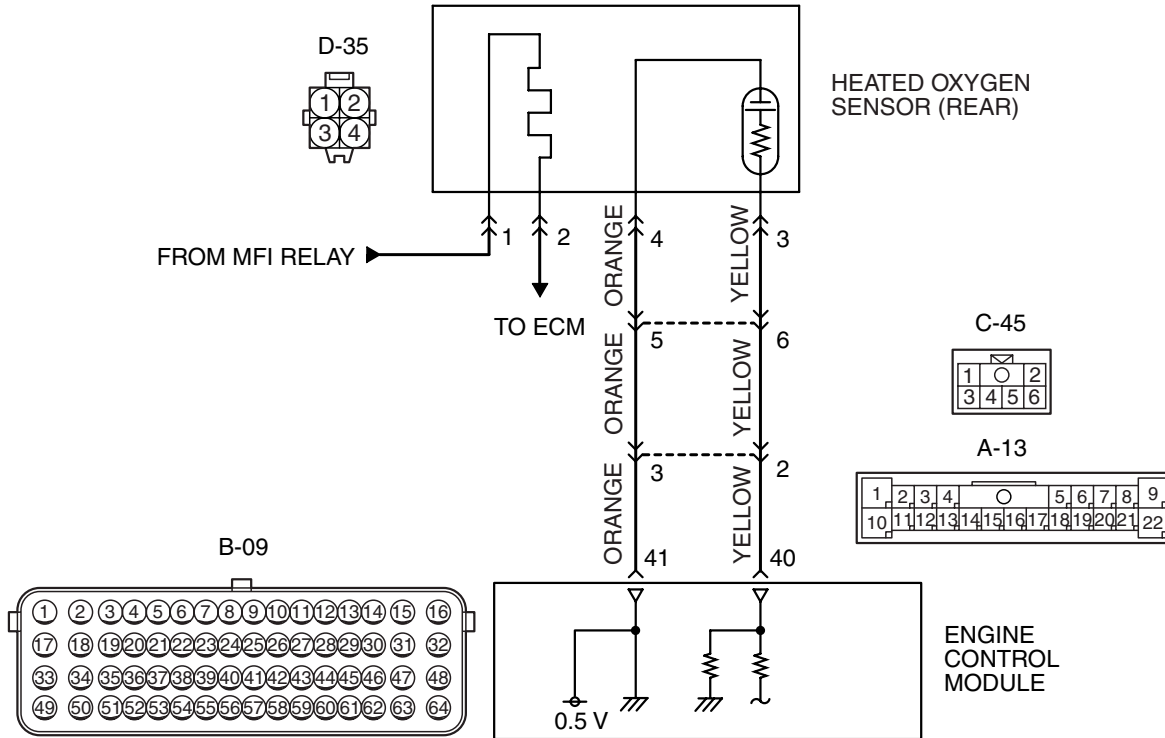 D-35
1 2
3 4
HEATED OXYGEN
SENSOR (REAR)
1 2 4 3
FROM MFI RELAY
TO ECM
ORANGE YELLOW
5 6
ORANGE YELLOW
3 2
ORANGE YELLOW
41 40
C-45
1 2
3 4 5 6
A-13
1 2 3 4 5 6 7 8 9
10 11 12 13 14 15 16 17 18 19 20 21 22
B-09
1 2 3 4 5 6 7 8 9 10 11 12 13 14 15 16
17 18 19 20 21 22 23 24 25 26 27 28 29 30 31 32
33 34 35 36 37 38 39 40 41 42 43 44 45 46 47 48
49 50 51 52 53 54 55 56 57 58 59 60 61 62 63 64
0.5 V
ENGINE
CONTROL
MODULE